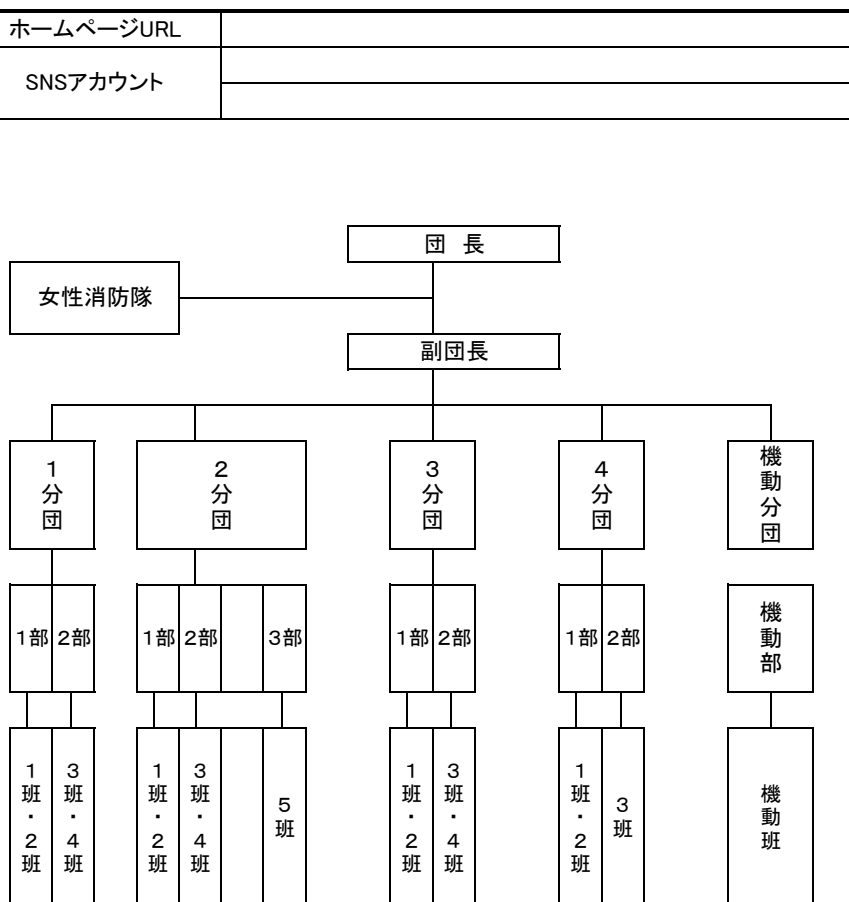 ホームページURL
SNSアカウント
団 長
女性消防隊
副団長
1分団
2分団
3分団
4分団
機動分団
1部
2部
1部
2部
3部
1部
2部
1部
2部
機動部
1班・2班
3班・4班
1班・2班
3班・4班
5班
1班・2班
3班・4班
1班・2班
3班
機動班